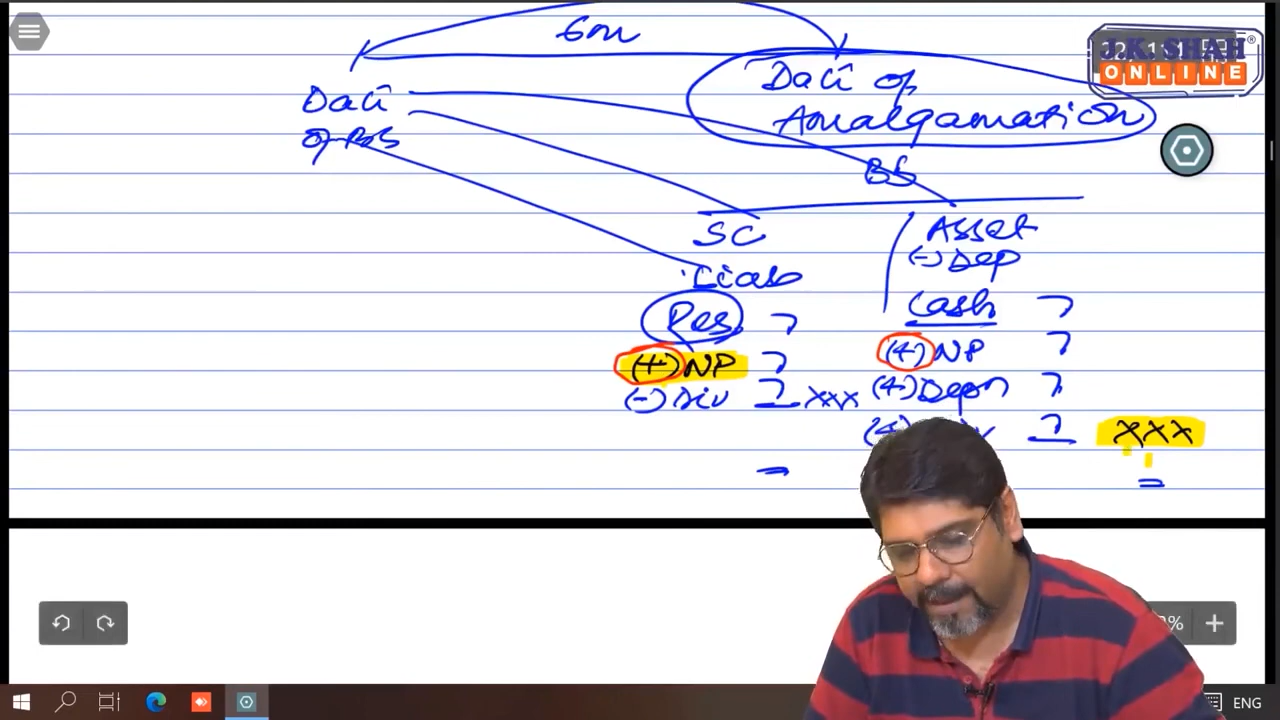 6m
J.K. SHAH®
ONLINE
Date
of BS
Date of
Amalgamation
BS
SC
Asset
(-) Dep
Liab
Cash ?
Res ?
(+) NP ?
(+) NP ?
(-) Div ? xxx
(+) Depn ?
? xxx
=
=
%
ENG